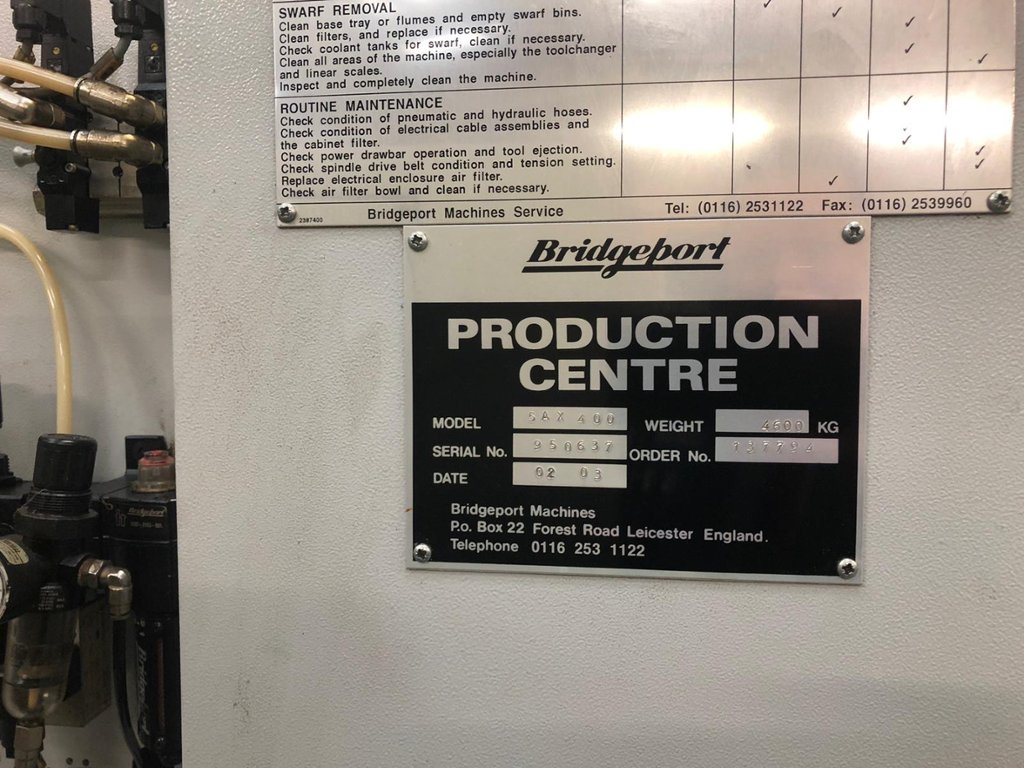 SWARF REMOVAL
Clean base tray or flumes and empty swarf bins.
Clean filters, and replace if necessary.
Check coolant tanks for swarf, clean if necessary.
Clean all areas of the machine, especially the toolchanger
and linear scales.
Inspect and completely clean the machine.
ROUTINE MAINTENANCE
Check condition of pneumatic and hydraulic hoses.
Check condition of electrical cable assemblies and
the cabinet filter.
Check power drawbar operation and tool ejection.
Check spindle drive belt condition and tension setting.
Replace electrical enclosure air filter.
Check air filter bowl and clean if necessary.
2387400 Bridgeport Machines Service Tel: (0116) 2531122 Fax: (0116) 2539960
Bridgeport
PRODUCTION
CENTRE
MODEL 5AX 400 WEIGHT 4600 KG
SERIAL No. 950637 ORDER No. 137794
DATE 02 03
Bridgeport Machines
P.o. Box 22 Forest Road Leicester England.
Telephone 0116 253 1122
Bridgeport